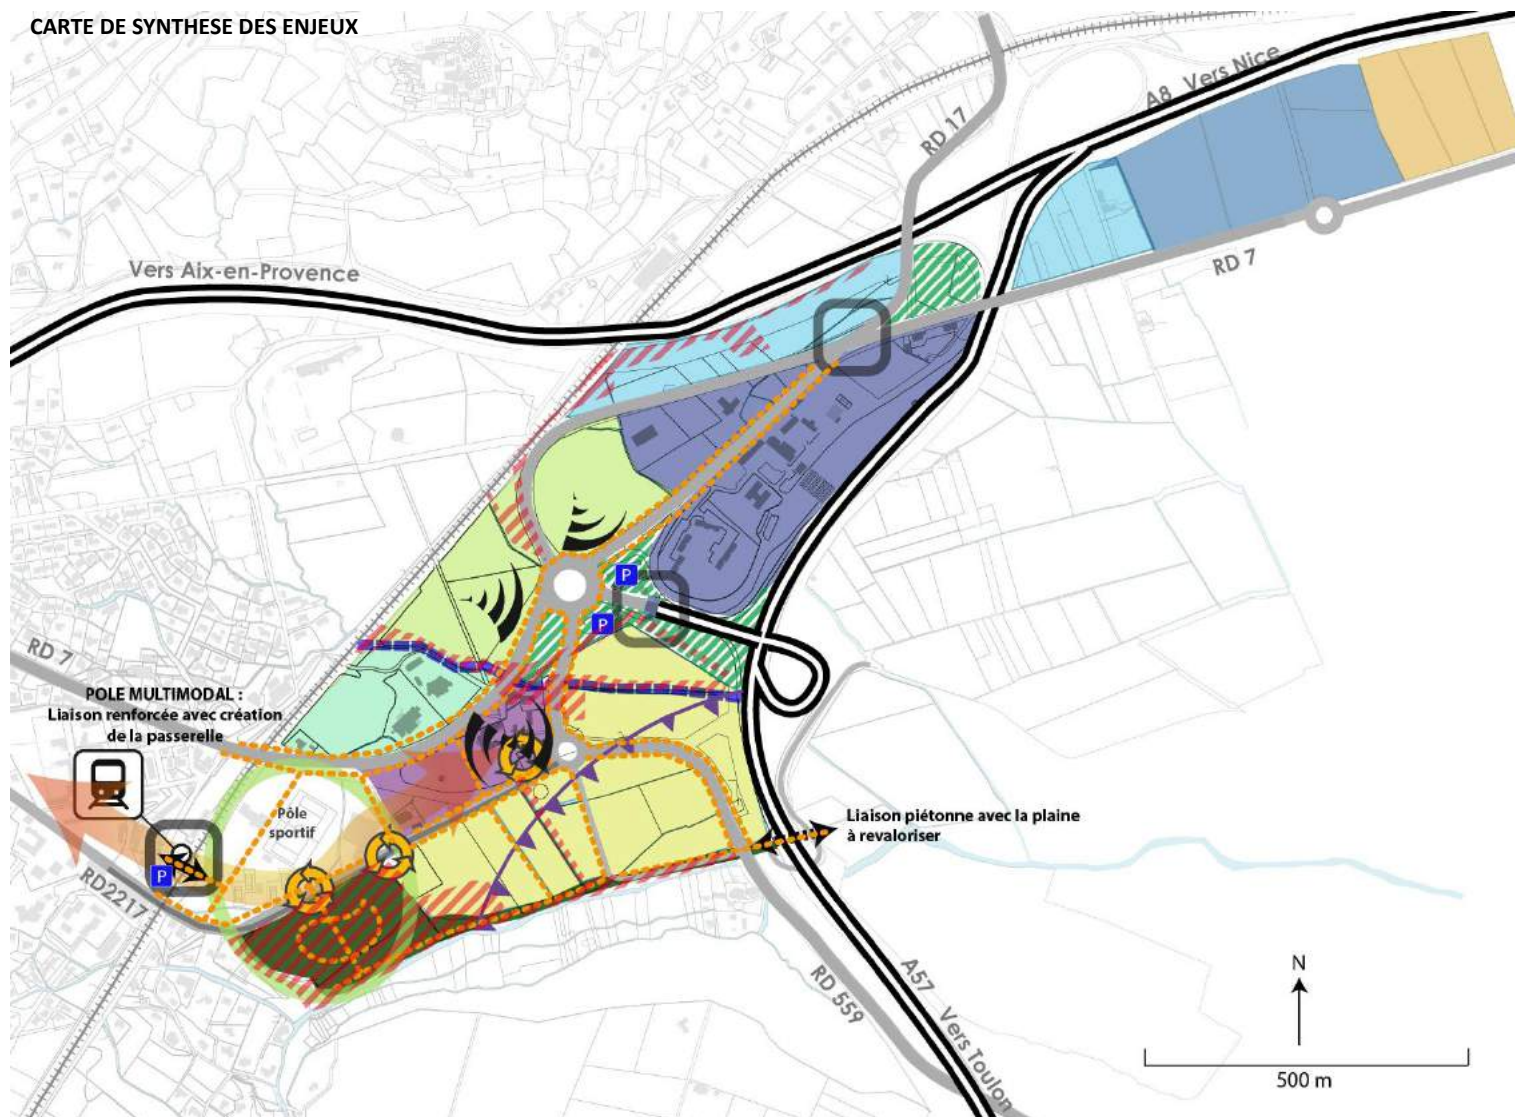 CARTE DE SYNTHESE DES ENJEUX
A8 Vers Nice
RD 17
RD 7
Vers Aix-en-Provence
P
P
RD 7
POLE MULTIMODAL :
Liaison renforcée avec création
de la passerelle
Pôle
sportif
Liaison piétonne avec la plaine
à revaloriser
P
RD2217
RD 559
A57 Vers Toulon
N
500 m